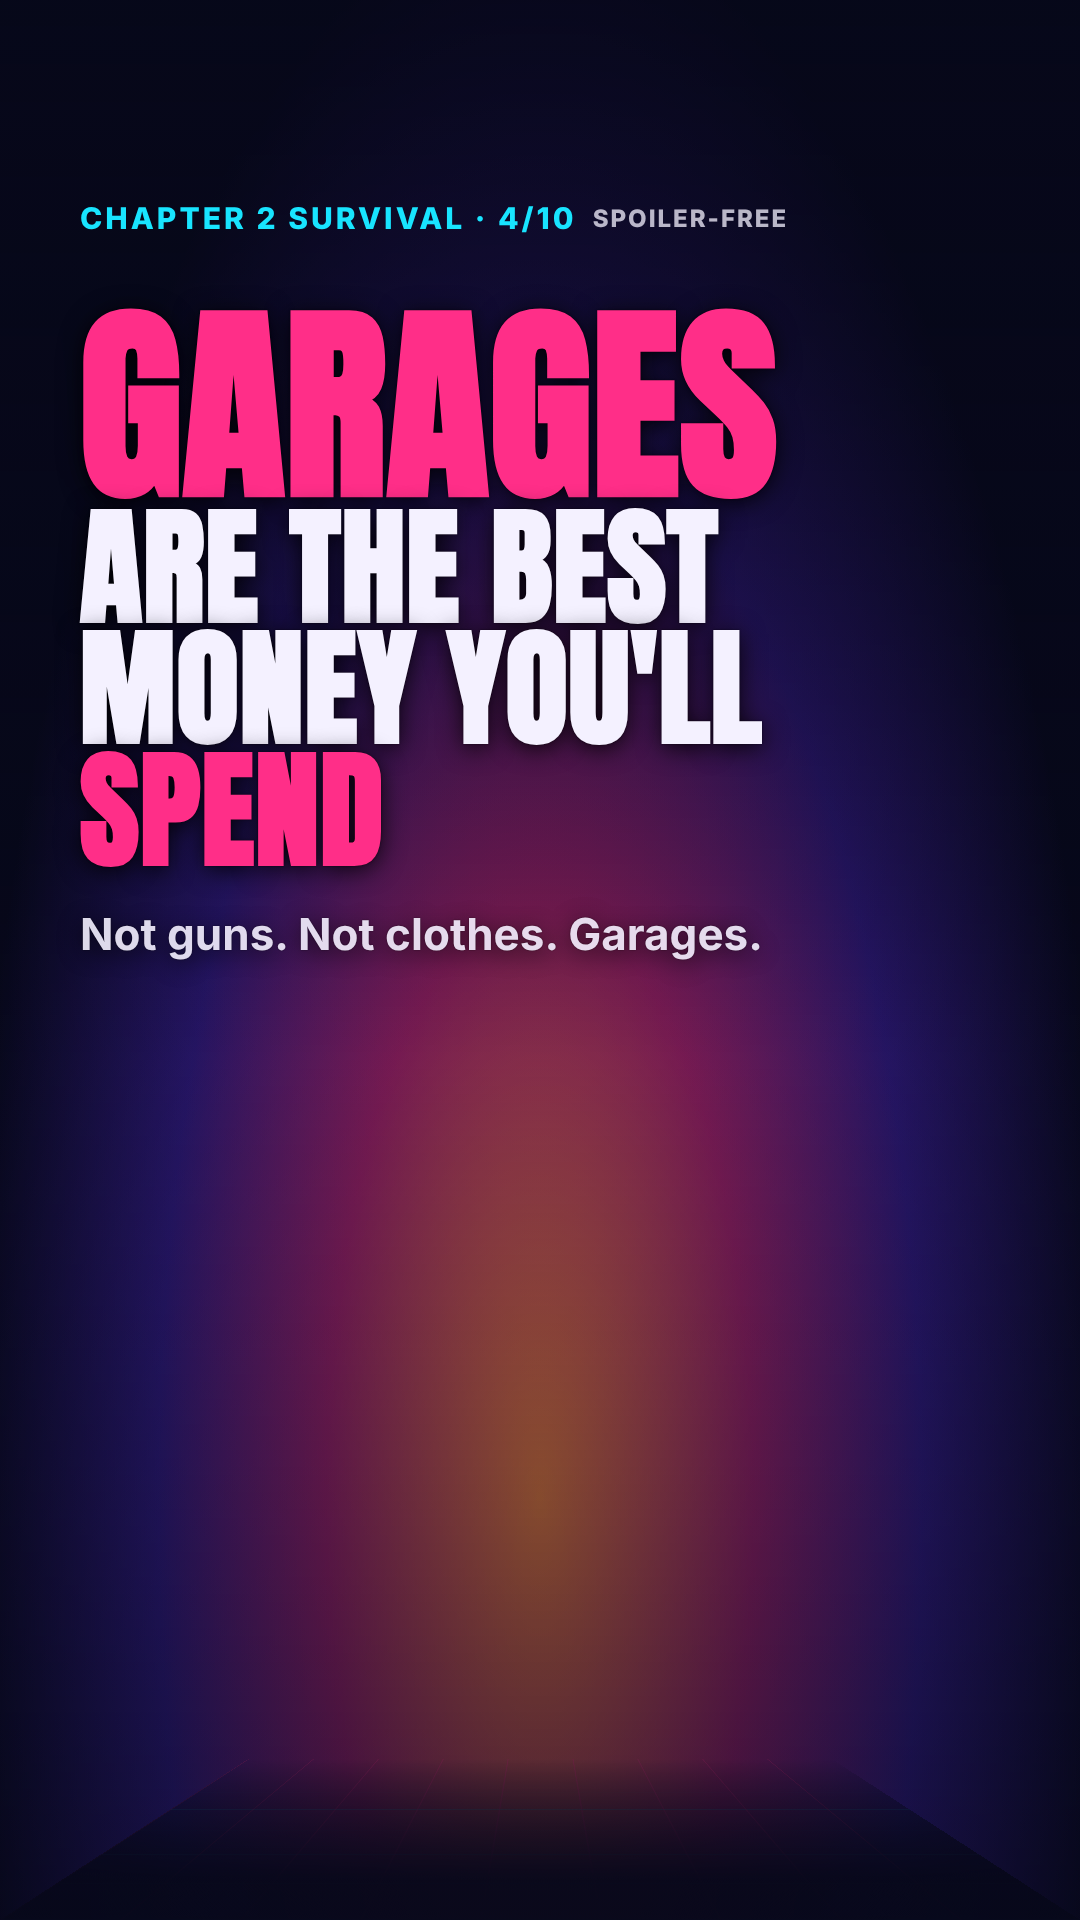 CHAPTER 2 SURVIVAL · 4/10 SPOILER-FREE
GARAGES
ARE THE BEST
MONEY YOU'LL
SPEND
Not guns. Not clothes. Garages.